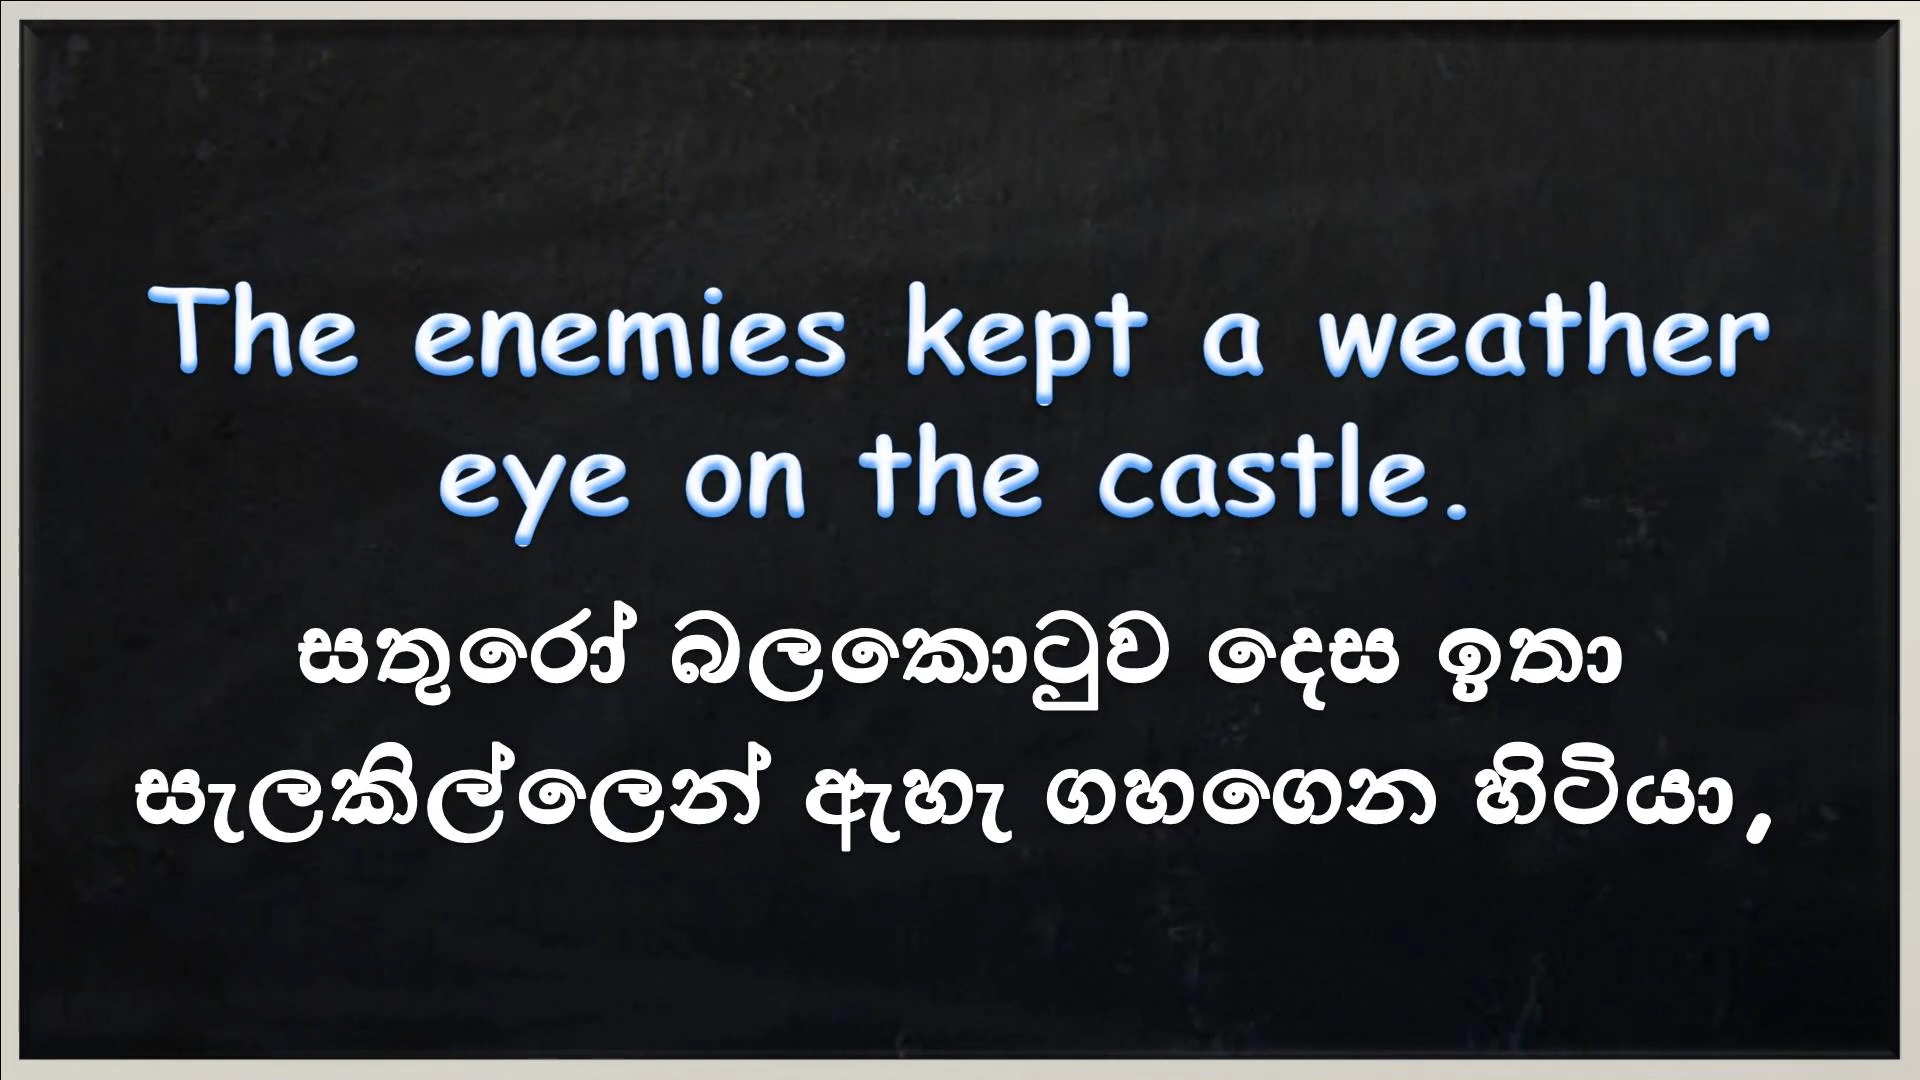 The enemies kept a weather
eye on the castle.
සතුරෝ බලකොටුව දෙස ඉතා
සැලකිල්ලෙන් ඇහැ ගහගෙන හිටියා,